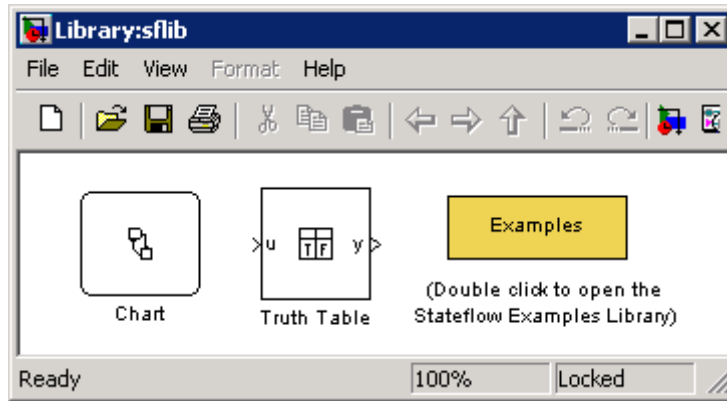 Library:sflib
File Edit View Format Help
u T F y
Examples
Chart
Truth Table
(Double click to open the
Stateflow Examples Library)
Ready 100% Locked